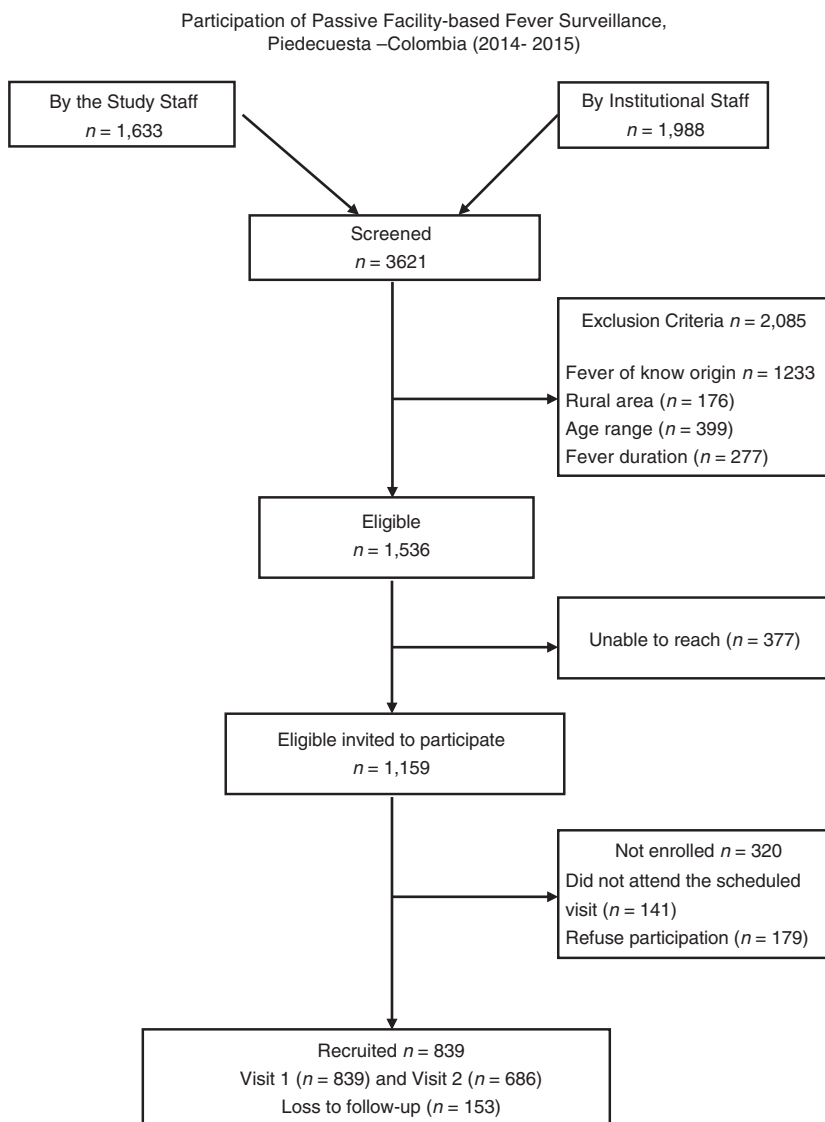 Participation of Passive Facility-based Fever Surveillance,
Piedecuesta –Colombia (2014- 2015)
By the Study Staff
n = 1,633
By Institutional Staff
n = 1,988
Screened
n = 3621
Exclusion Criteria n = 2,085
Fever of know origin n = 1233
Rural area (n = 176)
Age range (n = 399)
Fever duration (n = 277)
Eligible
n = 1,536
Unable to reach (n = 377)
Eligible invited to participate
n = 1,159
Not enrolled n = 320
Did not attend the scheduled
visit (n = 141)
Refuse participation (n = 179)
Recruited n = 839
Visit 1 (n = 839) and Visit 2 (n = 686)
Loss to follow-up (n = 153)